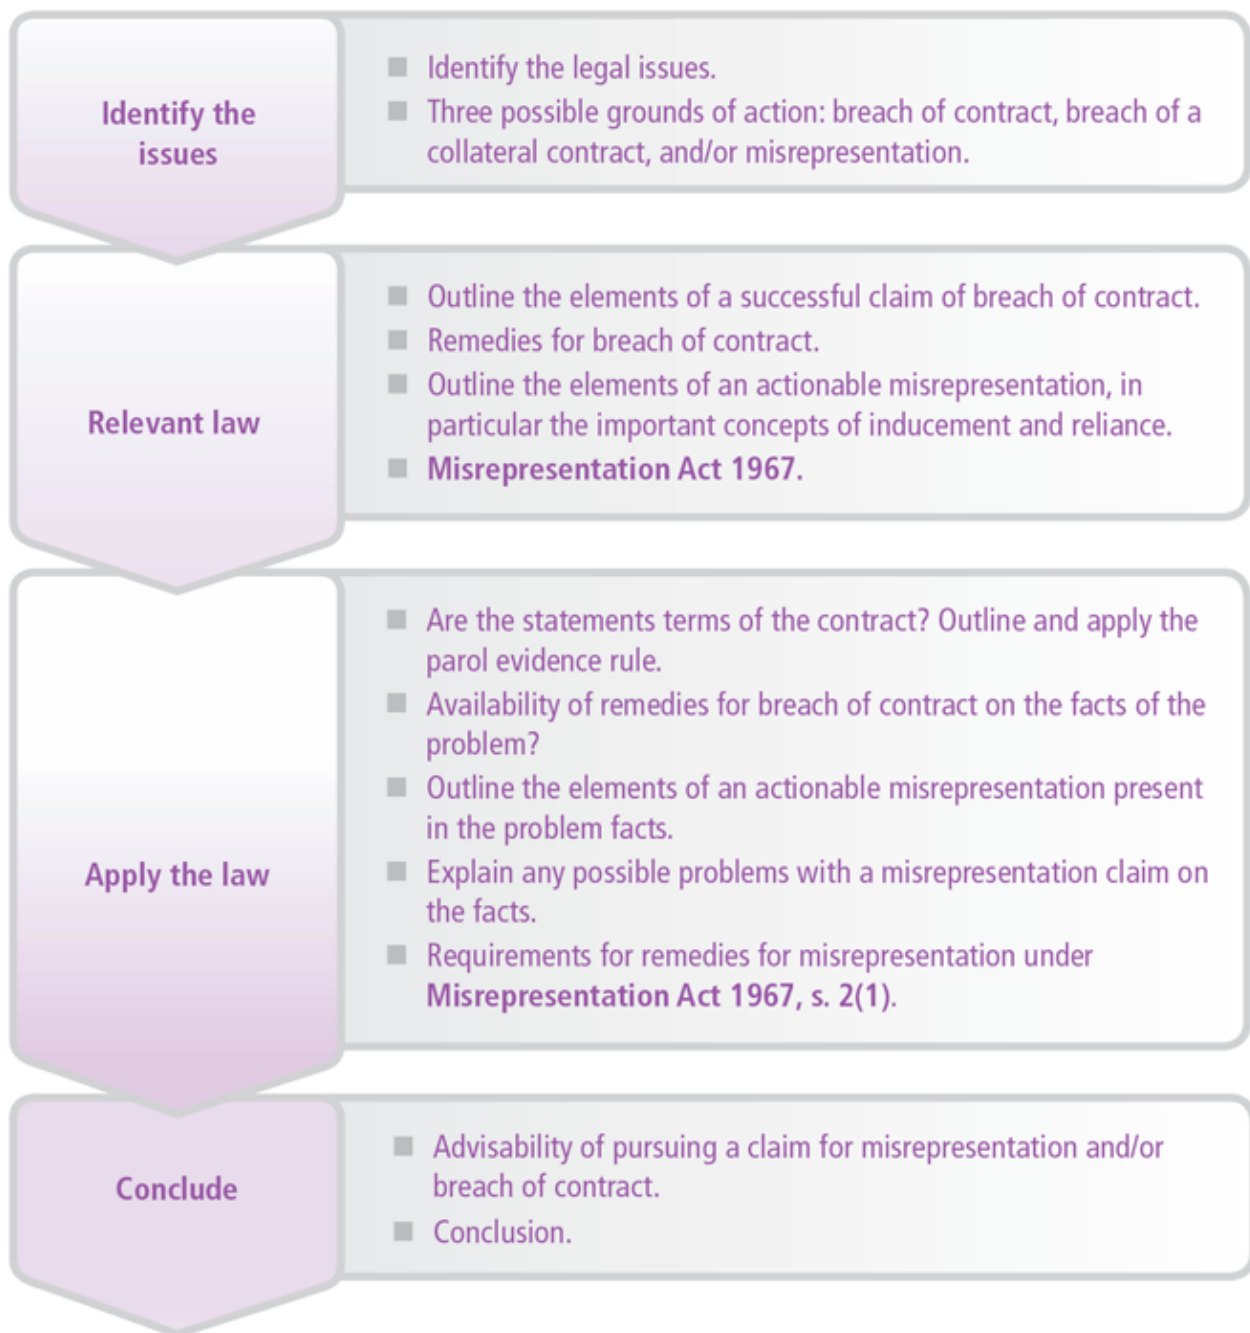 Identify the
issues
Identify the legal issues.
Three possible grounds of action: breach of contract, breach of a
collateral contract, and/or misrepresentation.
Relevant law
Outline the elements of a successful claim of breach of contract.
Remedies for breach of contract.
Outline the elements of an actionable misrepresentation, in
particular the important concepts of inducement and reliance.
Misrepresentation Act 1967.
Apply the law
Are the statements terms of the contract? Outline and apply the
parol evidence rule.
Availability of remedies for breach of contract on the facts of the
problem?
Outline the elements of an actionable misrepresentation present
in the problem facts.
Explain any possible problems with a misrepresentation claim on
the facts.
Requirements for remedies for misrepresentation under
Misrepresentation Act 1967, s. 2(1).
Conclude
Advisability of pursuing a claim for misrepresentation and/or
breach of contract.
Conclusion.